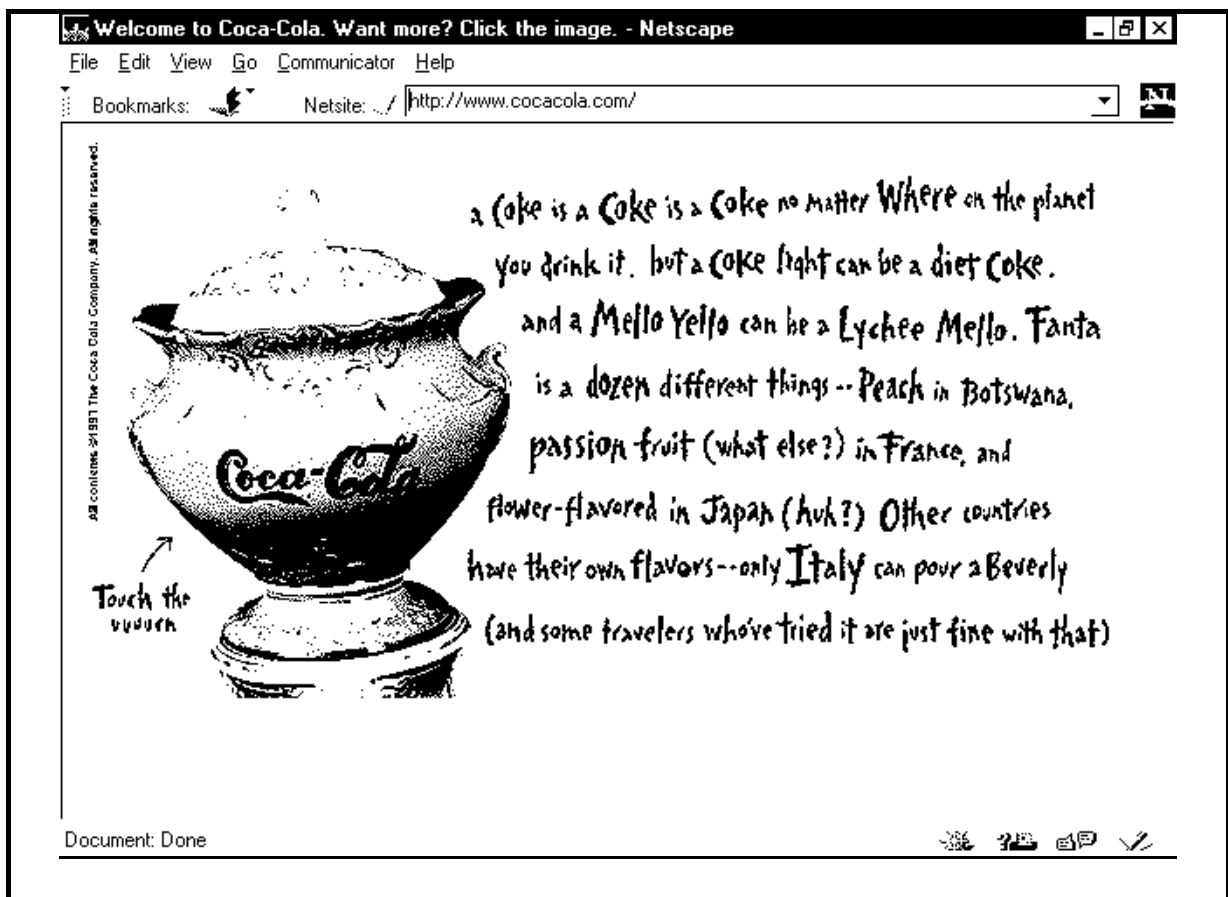 Welcome to Coca-Cola. Want more? Click the image. - Netscape
File Edit View Go Communicator Help
Bookmarks: Netsite: http://www.cocacola.com/
All contents ©1997 The Coca Cola Company. All rights reserved.
a Coke is a Coke is a Coke no matter Where on the planet
you drink it. but a Coke light can be a diet Coke.
and a Mello Yello can be a Lychee Mello. Fanta
is a dozen different things -- Peach in Botswana,
passion fruit (what else?) in France, and
flower-flavored in Japan (huh?) Other countries
have their own flavors--only Italy can pour a Beverly
(and some travelers who've tried it are just fine with that)
Coca-Cola
Touch the
vuuurn
Document: Done